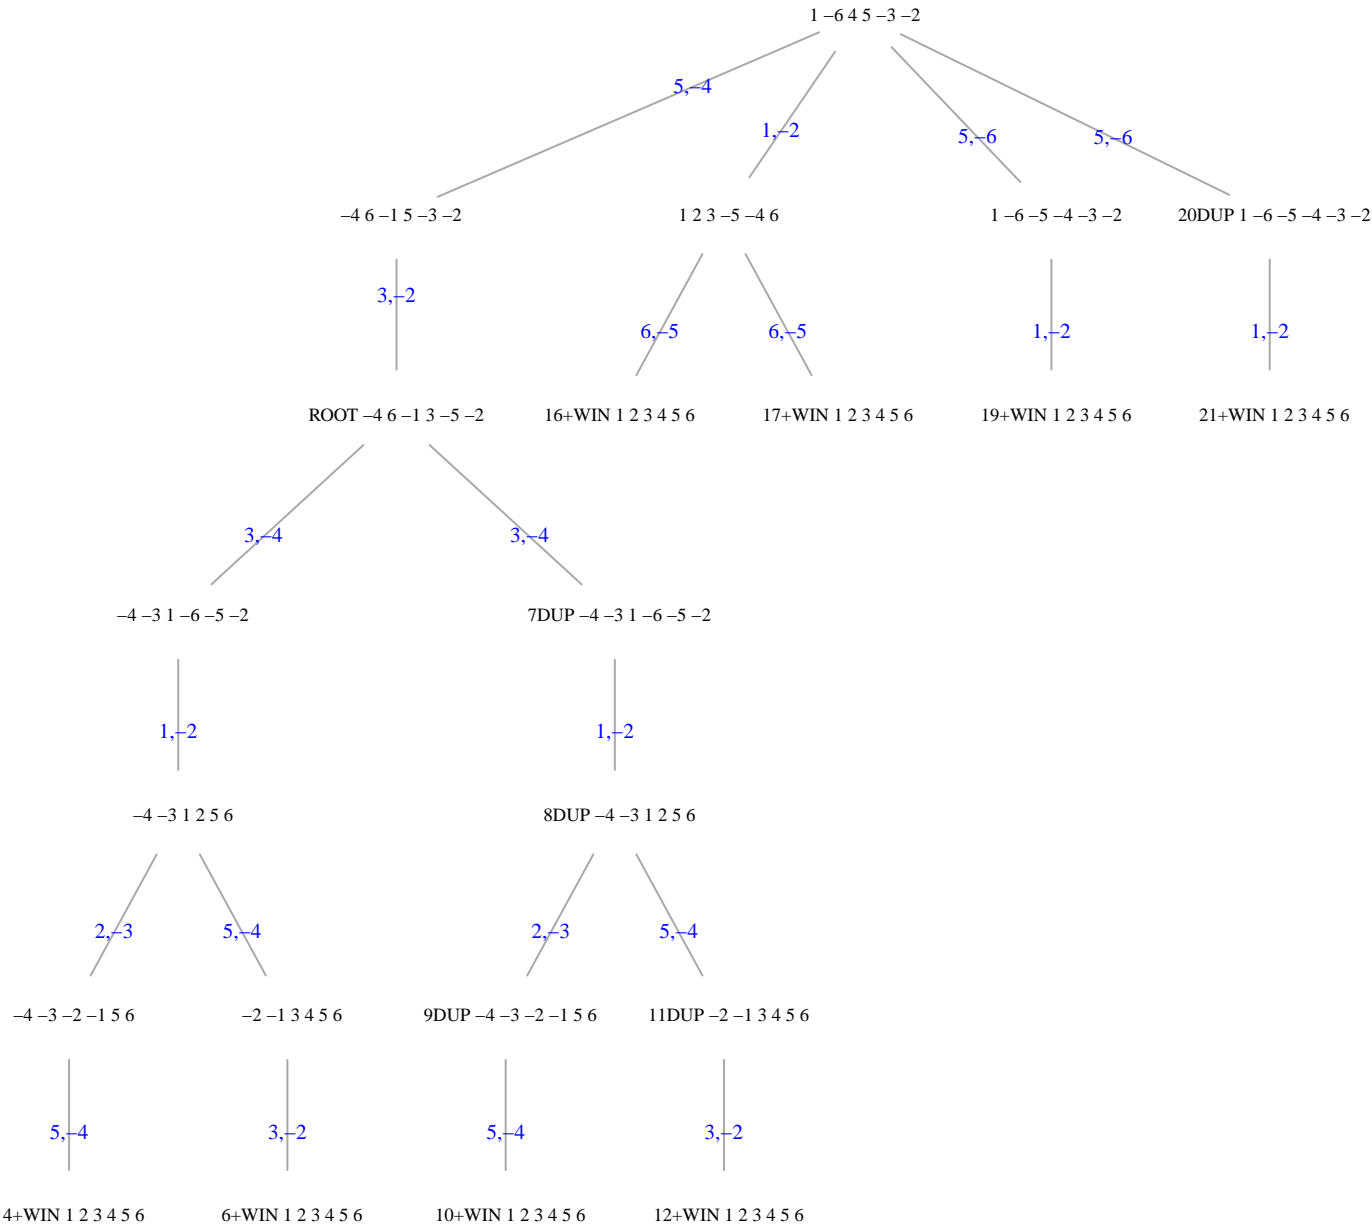 1 –6 4 5 –3 –2
5,–4
1,–2
5,–6
5,–6
–4 6 –1 5 –3 –2
1 2 3 –5 –4 6
1 –6 –5 –4 –3 –2
20DUP 1 –6 –5 –4 –3 –2
3,–2
6,–5
6,–5
1,–2
1,–2
ROOT –4 6 –1 3 –5 –2
16+WIN 1 2 3 4 5 6
17+WIN 1 2 3 4 5 6
19+WIN 1 2 3 4 5 6
21+WIN 1 2 3 4 5 6
3,–4
3,–4
–4 –3 1 –6 –5 –2
7DUP –4 –3 1 –6 –5 –2
1,–2
1,–2
–4 –3 1 2 5 6
8DUP –4 –3 1 2 5 6
2,–3
5,–4
2,–3
5,–4
–4 –3 –2 –1 5 6
–2 –1 3 4 5 6
9DUP –4 –3 –2 –1 5 6
11DUP –2 –1 3 4 5 6
5,–4
3,–2
5,–4
3,–2
4+WIN 1 2 3 4 5 6
6+WIN 1 2 3 4 5 6
10+WIN 1 2 3 4 5 6
12+WIN 1 2 3 4 5 6